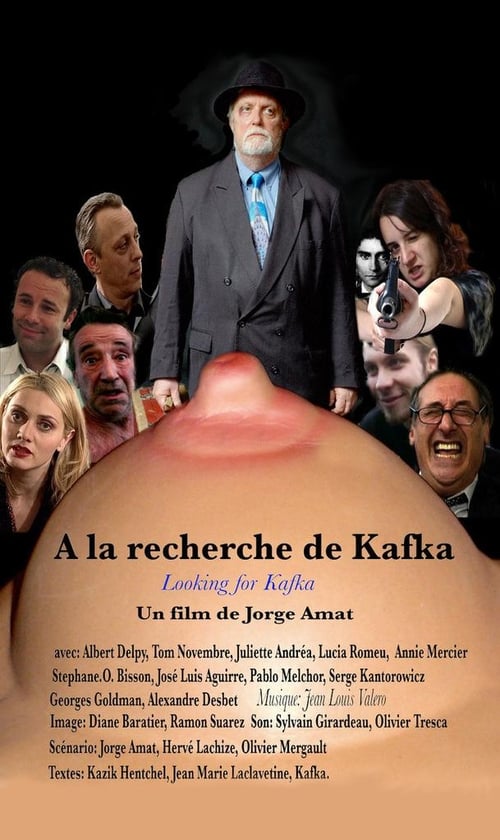 A la recherche de Kafka
Looking for Kafka
Un film de Jorge Amat
avec: Albert Delpy, Tom Novembre, Juliette Andréa, Lucia Romeu, Annie Mercier
Stephane.O. Bisson, José Luis Aguirre, Pablo Melchor, Serge Kantorowicz
Georges Goldman, Alexandre Desbet Musique: Jean Louis Valero
Image: Diane Baratier, Ramon Suarez Son: Sylvain Girardeau, Olivier Tresca
Scénario: Jorge Amat, Hervé Lachize, Olivier Mergault
Textes: Kazik Hentchel, Jean Marie Laclavetine, Kafka.